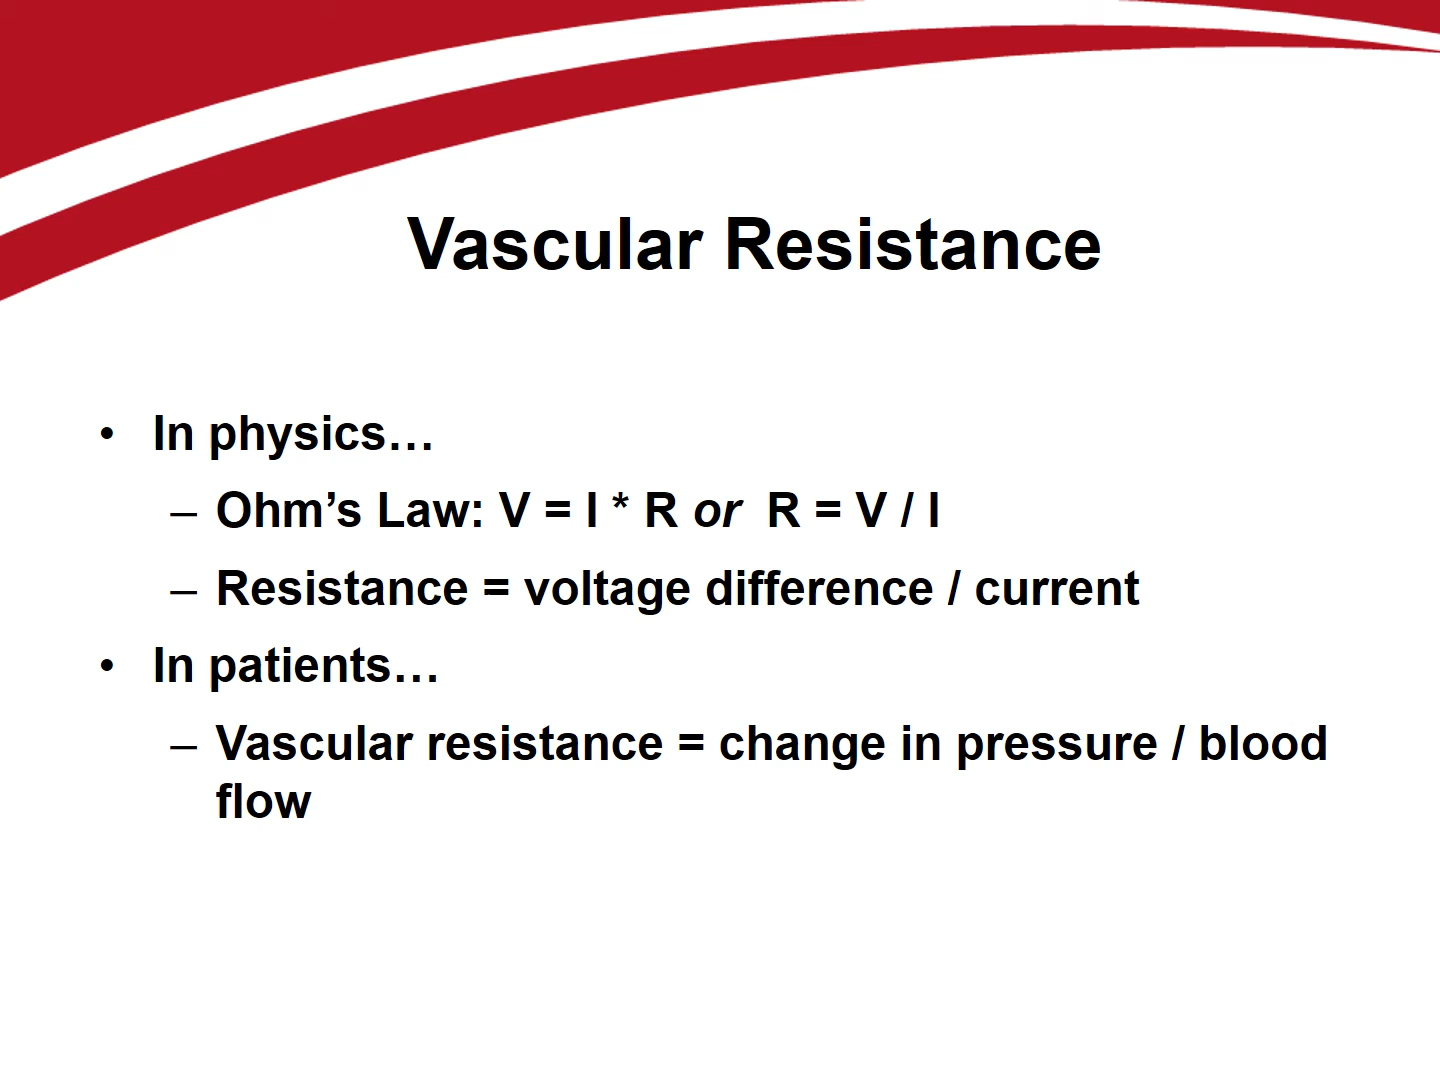 Vascular Resistance
• In physics…
– Ohm’s Law: V = I * R or  R = V / I
– Resistance = voltage difference / current
• In patients…
– Vascular resistance = change in pressure / blood
flow